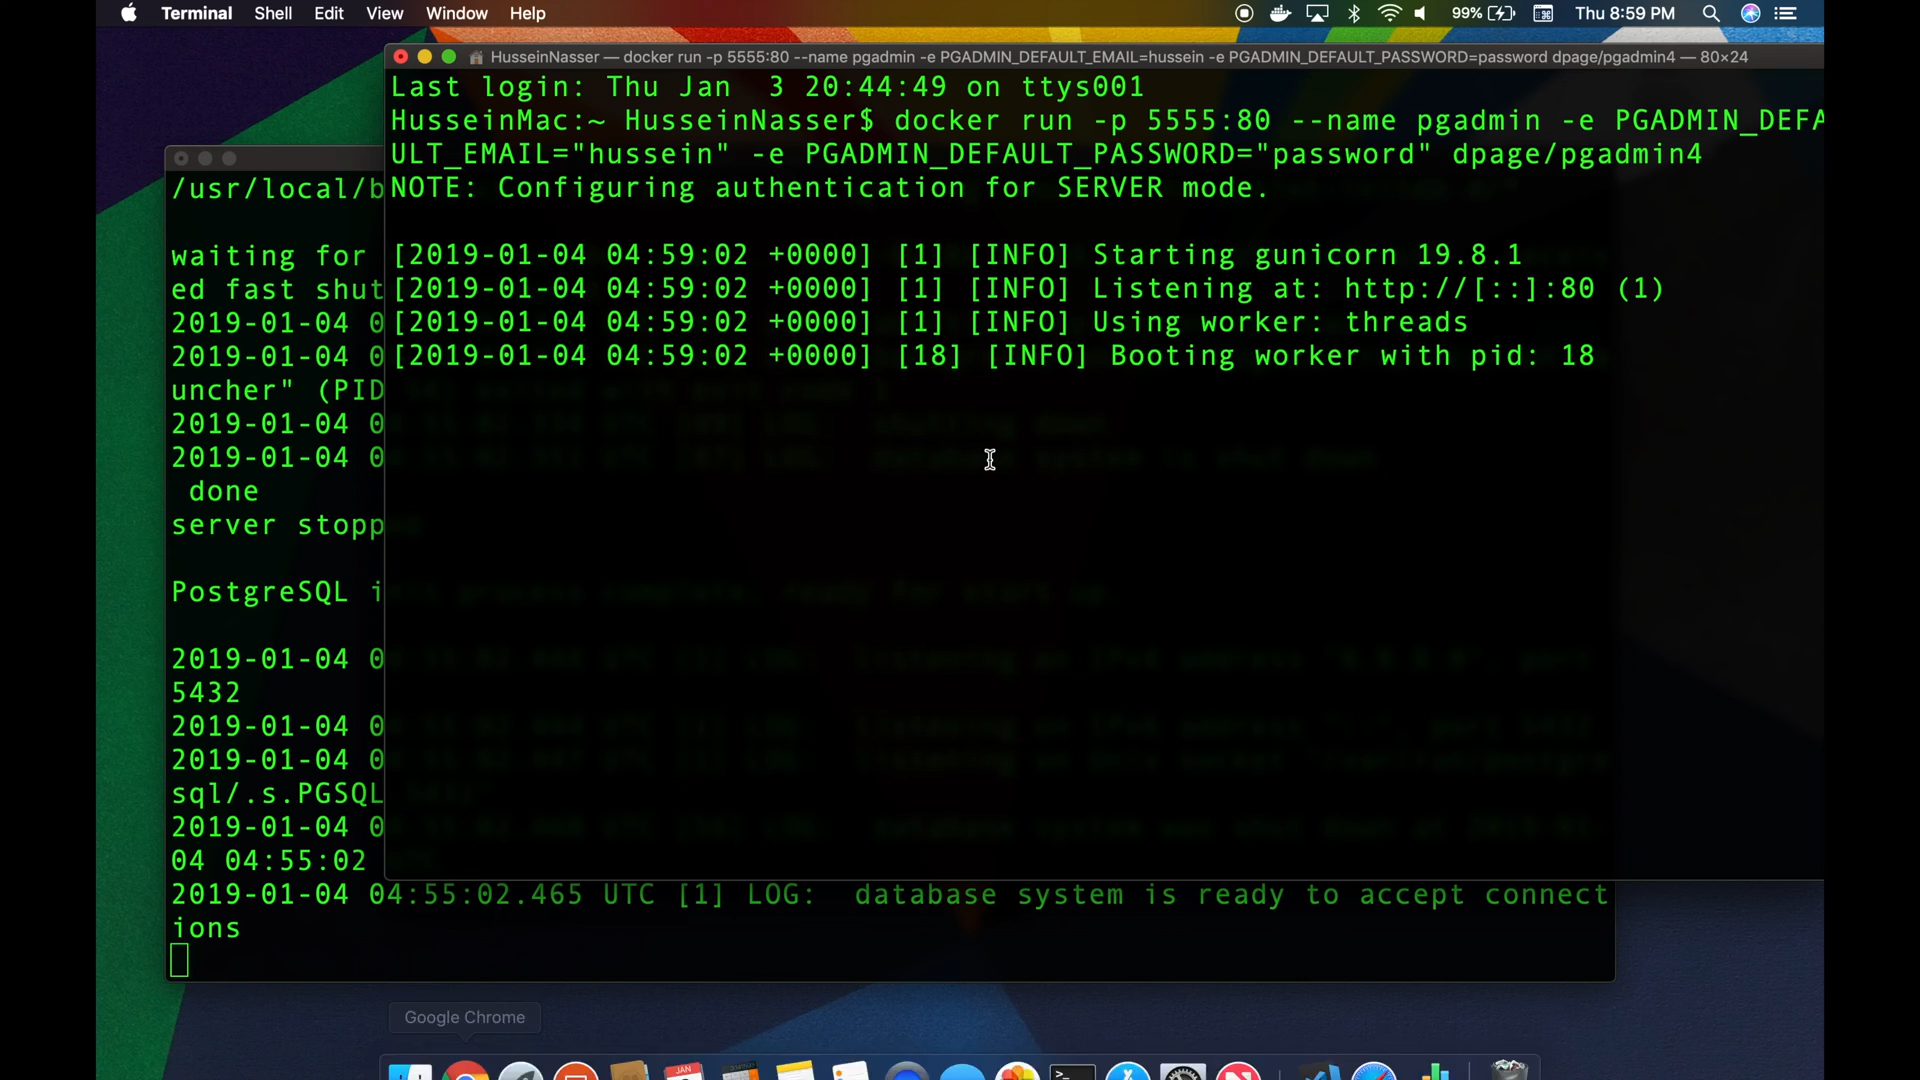 Terminal Shell Edit View Window Help 99% Thu 8:59 PM
HusseinNasser — docker run -p 5555:80 --name pgadmin -e PGADMIN_DEFAULT_EMAIL=hussein -e PGADMIN_DEFAULT_PASSWORD=password dpage/pgadmin4 — 80×24
Last login: Thu Jan  3 20:44:49 on ttys001
HusseinMac:~ HusseinNasser$ docker run -p 5555:80 --name pgadmin -e PGADMIN_DEFA
ULT_EMAIL="hussein" -e PGADMIN_DEFAULT_PASSWORD="password" dpage/pgadmin4
NOTE: Configuring authentication for SERVER mode.
[2019-01-04 04:59:02 +0000] [1] [INFO] Starting gunicorn 19.8.1
[2019-01-04 04:59:02 +0000] [1] [INFO] Listening at: http://[::]:80 (1)
[2019-01-04 04:59:02 +0000] [1] [INFO] Using worker: threads
[2019-01-04 04:59:02 +0000] [18] [INFO] Booting worker with pid: 18
/usr/local/b
waiting for
ed fast shut
2019-01-04 0
2019-01-04 0
uncher" (PID
2019-01-04 0
2019-01-04 0
done
server stopp
PostgreSQL i
2019-01-04 0
5432
2019-01-04 0
2019-01-04 0
sql/.s.PGSQL
2019-01-04 0
04 04:55:02
2019-01-04 04:55:02.465 UTC [1] LOG:  database system is ready to accept connect
ions
Google Chrome
JAN